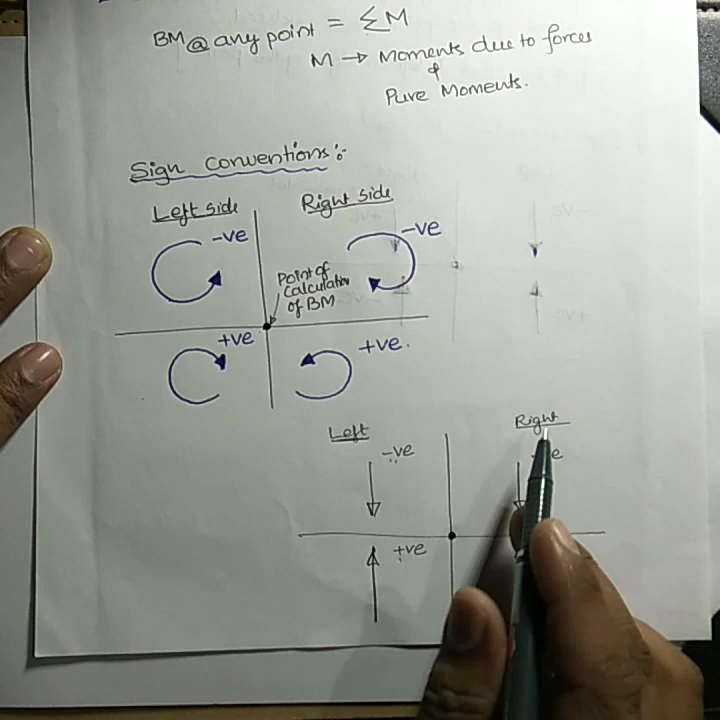 BM @ any point = ΣM
M → Moments due to forces
&
Pure Moments.
Sign conventions:-
Left side
Right side
-ve
-ve
Point of
Calculation
of BM
+ve
+ve.
Left
Right
-ve
+ve